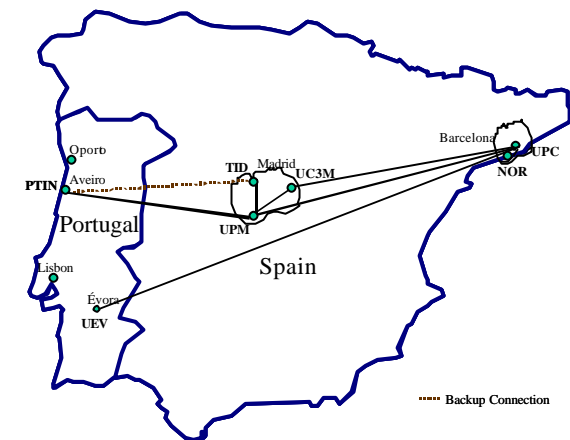 Oporto
Barcelona
UPC
NOR
TID
Madrid
UC3M
PTIN
Aveiro
Portugal
UPM
Spain
Lisbon
Évora
UEV
Backup Connection